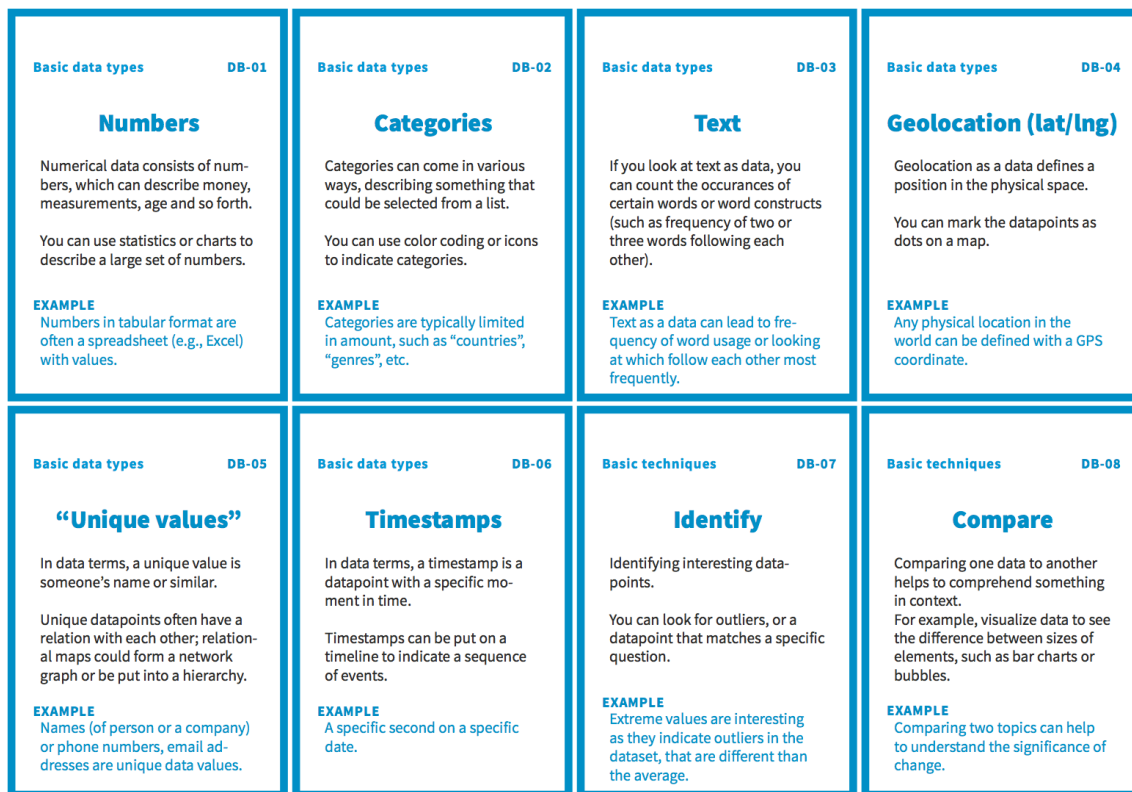 Basic data types DB-01
Numbers
Numerical data consists of num-
bers, which can describe money,
measurements, age and so forth.
You can use statistics or charts to
describe a large set of numbers.
EXAMPLE
Numbers in tabular format are
often a spreadsheet (e.g., Excel)
with values.
Basic data types DB-02
Categories
Categories can come in various
ways, describing something that
could be selected from a list.
You can use color coding or icons
to indicate categories.
EXAMPLE
Categories are typically limited
in amount, such as “countries”,
“genres”, etc.
Basic data types DB-03
Text
If you look at text as data, you
can count the occurances of
certain words or word constructs
(such as frequency of two or
three words following each
other).
EXAMPLE
Text as a data can lead to fre-
quency of word usage or looking
at which follow each other most
frequently.
Basic data types DB-04
Geolocation (lat/lng)
Geolocation as a data defines a
position in the physical space.
You can mark the datapoints as
dots on a map.
EXAMPLE
Any physical location in the
world can be defined with a GPS
coordinate.
Basic data types DB-05
“Unique values”
In data terms, a unique value is
someone’s name or similar.
Unique datapoints often have a
relation with each other; relation-
al maps could form a network
graph or be put into a hierarchy.
EXAMPLE
Names (of person or a company)
or phone numbers, email ad-
dresses are unique data values.
Basic data types DB-06
Timestamps
In data terms, a timestamp is a
datapoint with a specific mo-
ment in time.
Timestamps can be put on a
timeline to indicate a sequence
of events.
EXAMPLE
A specific second on a specific
date.
Basic techniques DB-07
Identify
Identifying interesting data-
points.
You can look for outliers, or a
datapoint that matches a specific
question.
EXAMPLE
Extreme values are interesting
as they indicate outliers in the
dataset, that are different than
the average.
Basic techniques DB-08
Compare
Comparing one data to another
helps to comprehend something
in context.
For example, visualize data to see
the difference between sizes of
elements, such as bar charts or
bubbles.
EXAMPLE
Comparing two topics can help
to understand the significance of
change.